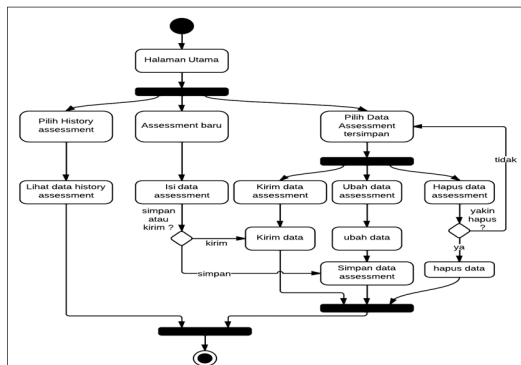 Halaman Utama
Pilih History
assessment
Assessment baru
Pilih Data
Assessment
tersimpan
tidak
Lihat data history
assessment
Isi data
assessment
Kirim data
assessment
Ubah data
assessment
Hapus data
assessment
simpan
atau
kirim ?
yakin
hapus
?
kirim
Kirim data
ubah data
ya
simpan
Simpan data
assessment
hapus data